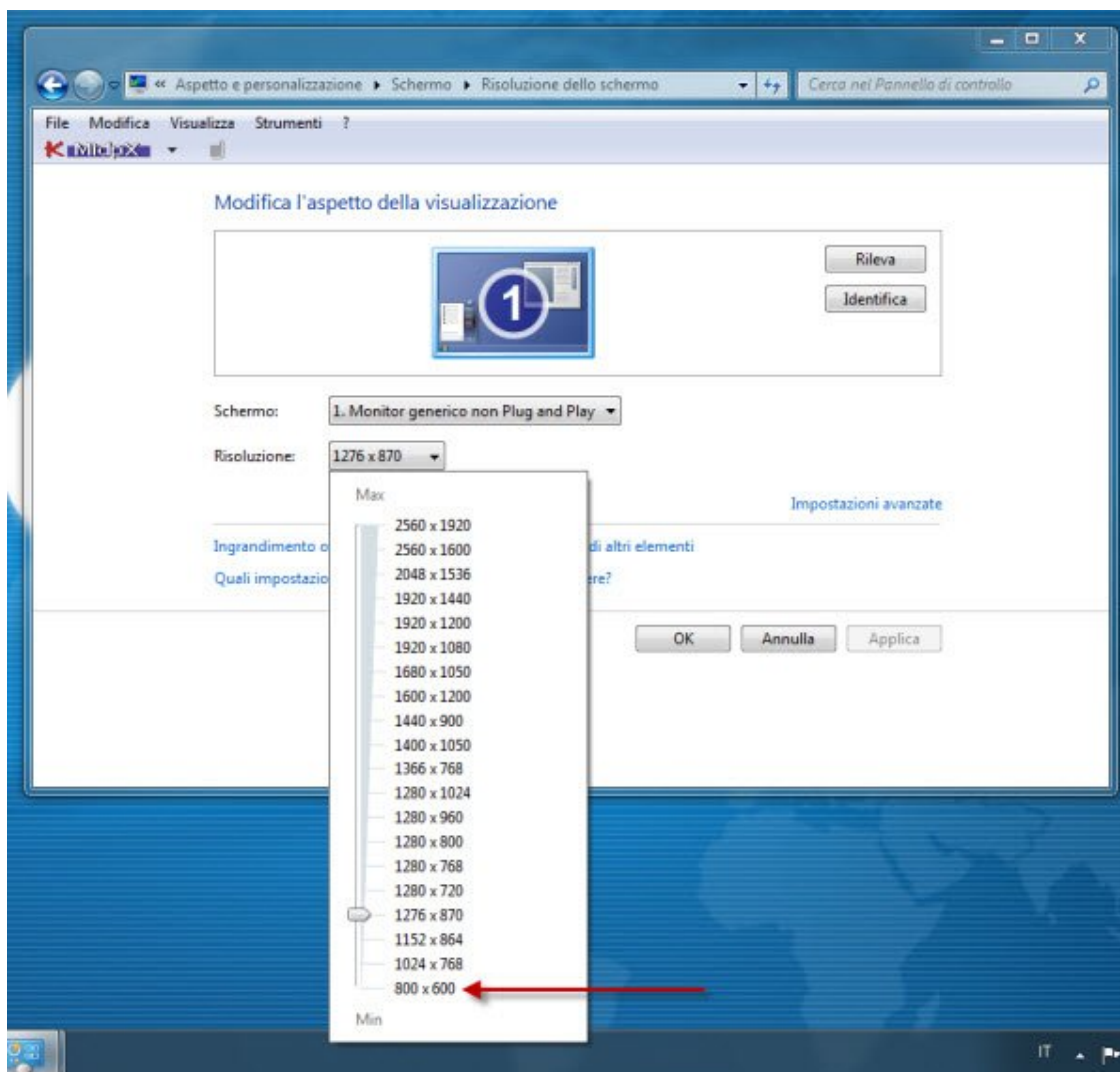 « Aspetto e personalizzazione ▸ Schermo ▸ Risoluzione dello schermo
Cerca nel Pannello di controllo
File Modifica Visualizza Strumenti ?
Modifica l'aspetto della visualizzazione
1
Rileva
Identifica
Schermo: 1. Monitor generico non Plug and Play
Risoluzione: 1276 x 870
Max
Impostazioni avanzate
2560 x 1920
Ingrandimento di altri elementi
2560 x 1600
Quali
2048 x 1536
1920 x 1440
1920 x 1200
OK Annulla Applica
1920 x 1080
1680 x 1050
1600 x 1200
1440 x 900
1400 x 1050
1366 x 768
1280 x 1024
1280 x 960
1280 x 800
1280 x 768
1280 x 720
1276 x 870
1152 x 864
1024 x 768
800 x 600
Min
IT